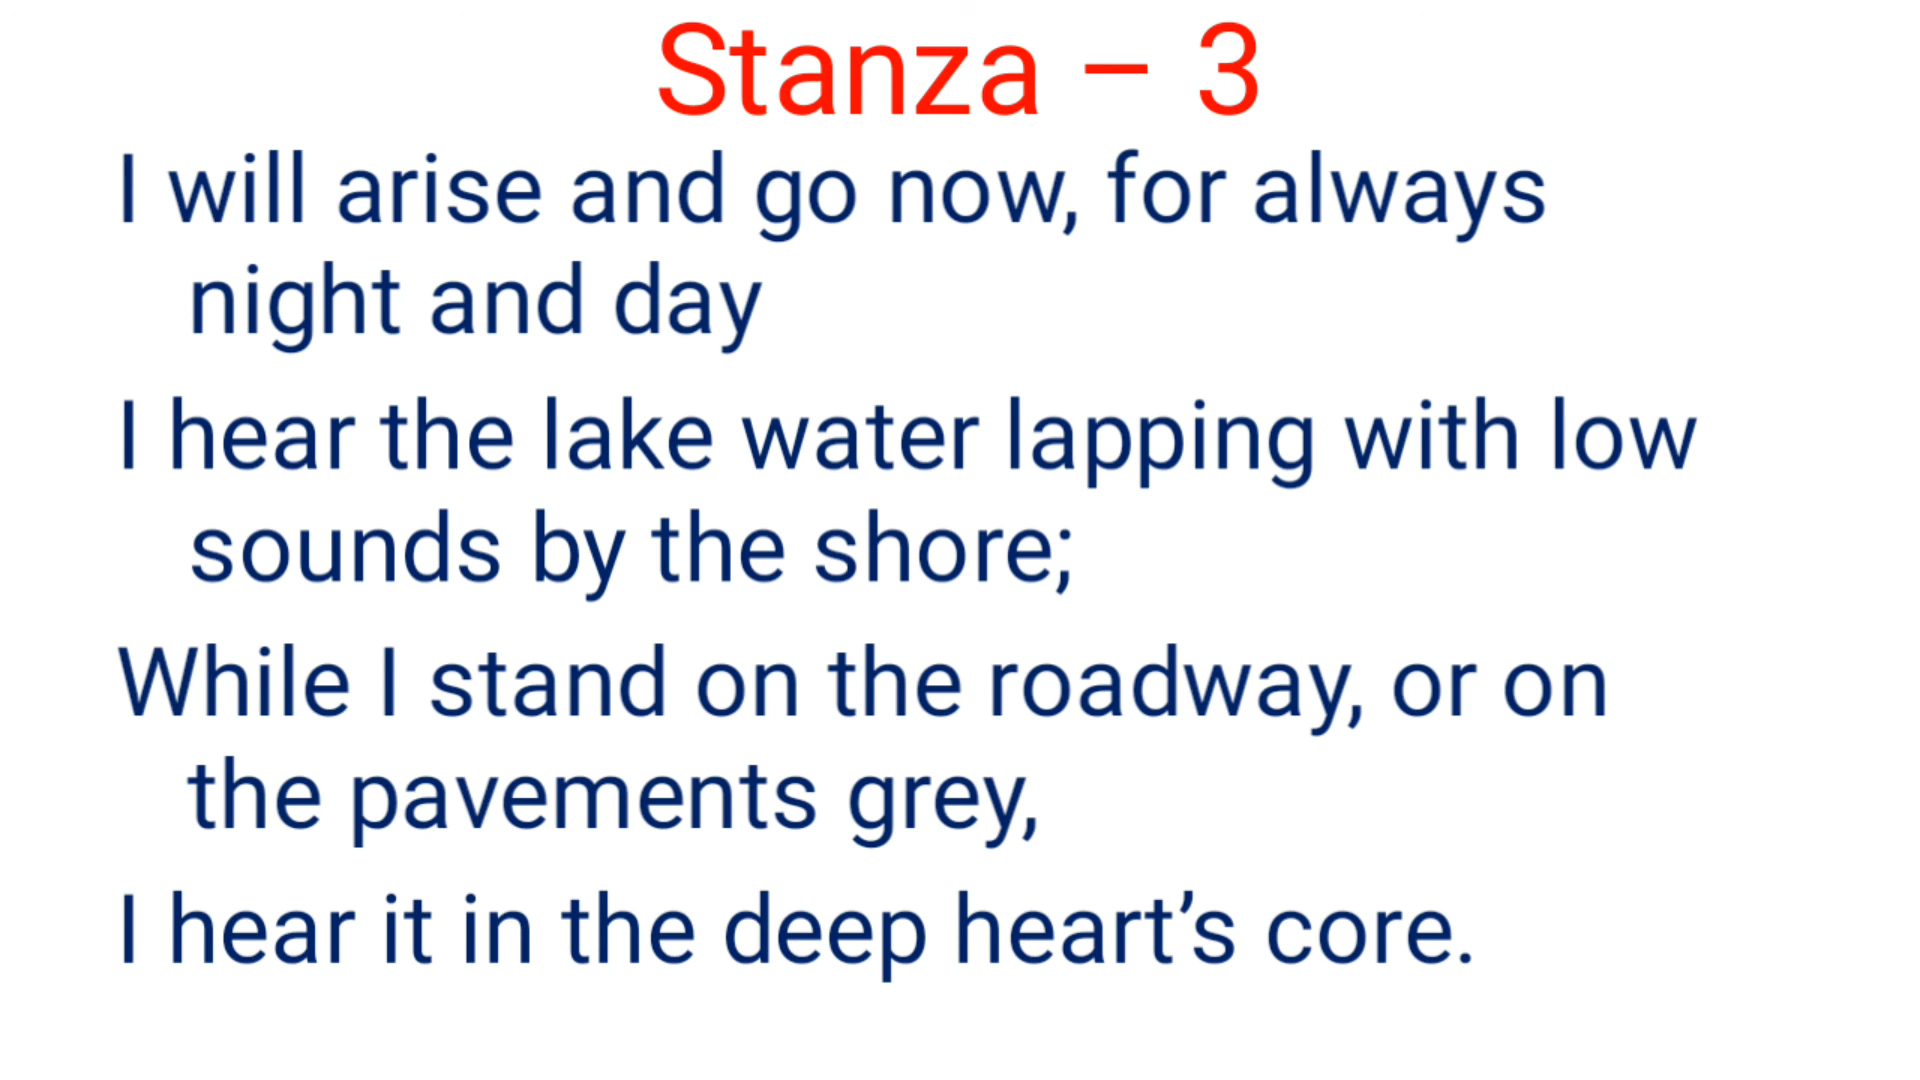 Stanza – 3
I will arise and go now, for always
night and day
I hear the lake water lapping with low
sounds by the shore;
While I stand on the roadway, or on
the pavements grey,
I hear it in the deep heart’s core.